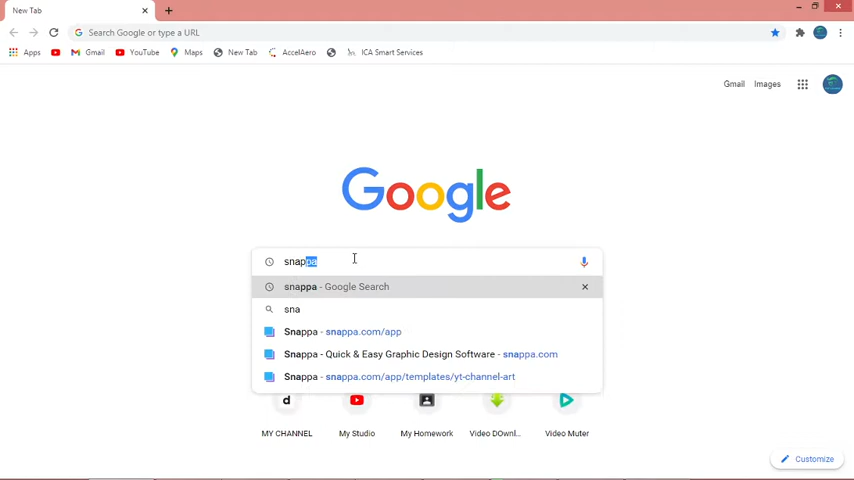 New Tab
Search Google or type a URL
Apps Gmail YouTube Maps New Tab AccelAero ICA Smart Services
Gmail Images
Google
snappa
snappa - Google Search
sna
Snappa - snappa.com/app
Snappa - Quick & Easy Graphic Design Software - snappa.com
Snappa - snappa.com/app/templates/yt-channel-art
d
MY CHANNEL My Studio My Homework Video DOwnl... Video Muter
Customize